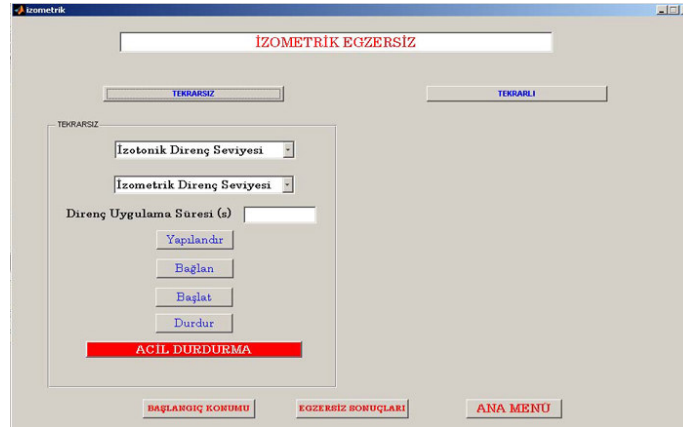 izometrik
İZOMETRİK EGZERSİZ
TEKRARSIZ
TEKRARLI
TEKRARSIZ
İzotonik Direnç Seviyesi
İzometrik Direnç Seviyesi
Direnç Uygulama Süresi (s)
Yapılandır
Bağlan
Başlat
Durdur
ACİL DURDURMA
BAŞLANGIÇ KONUMU
EGZERSİZ SONUÇLARI
ANA MENÜ